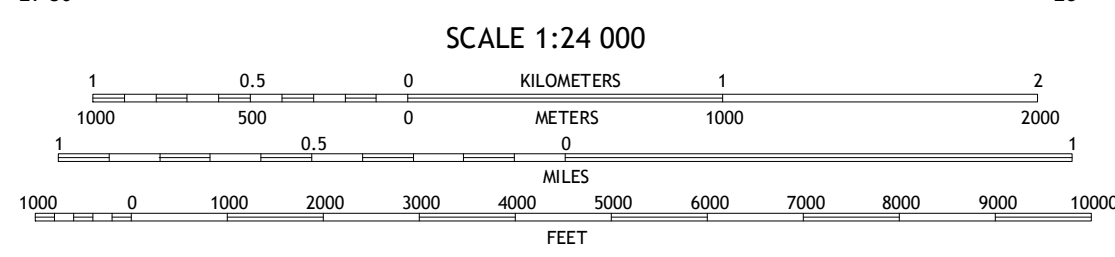 SCALE 1:24 000
1 0.5 0 KILOMETERS 1 2
1000 500 0 METERS 1000 2000
1 0.5 0 1
MILES
1000 0 1000 2000 3000 4000 5000 6000 7000 8000 9000 10000
FEET